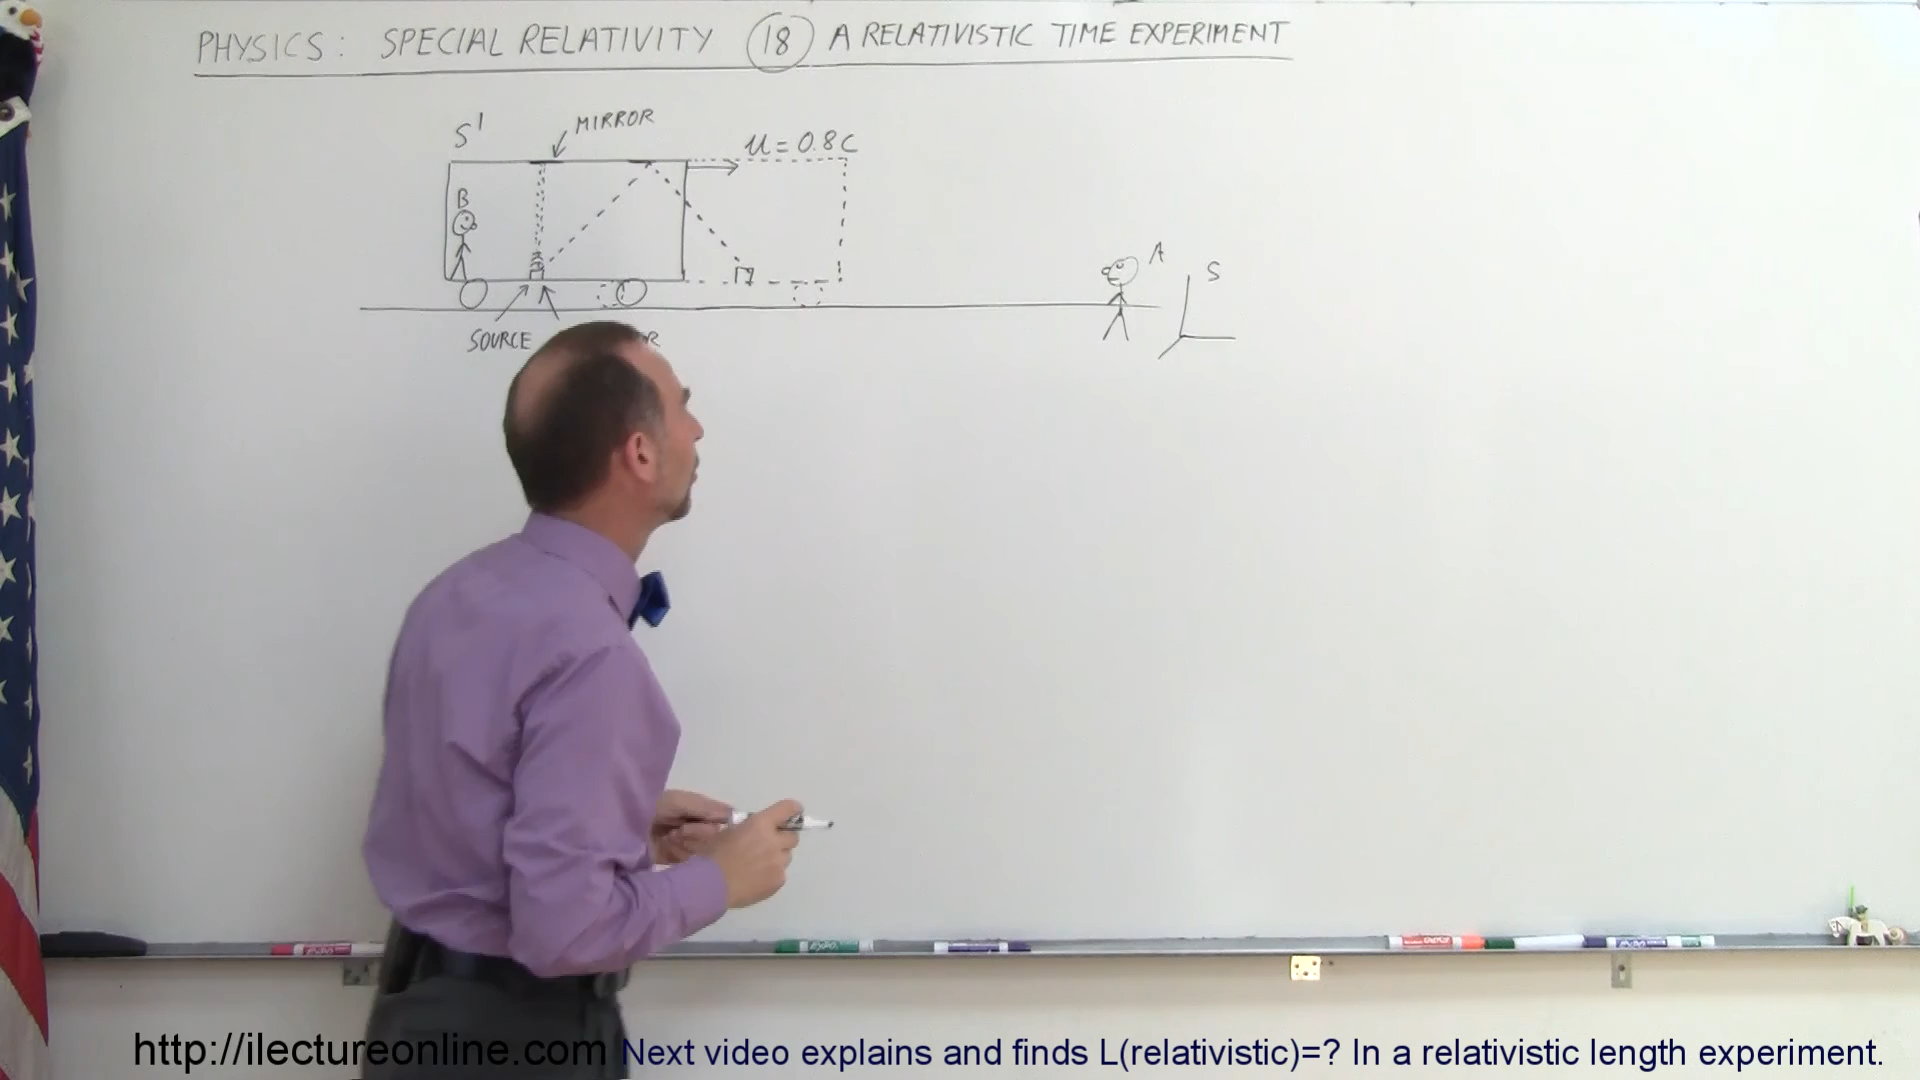 PHYSICS: SPECIAL RELATIVITY 18 A RELATIVISTIC TIME EXPERIMENT
S' MIRROR
u = 0.8c
B
A
S
SOURCE
http://ilectureonline.com Next video explains and finds L(relativistic)=? In a relativistic length experiment.